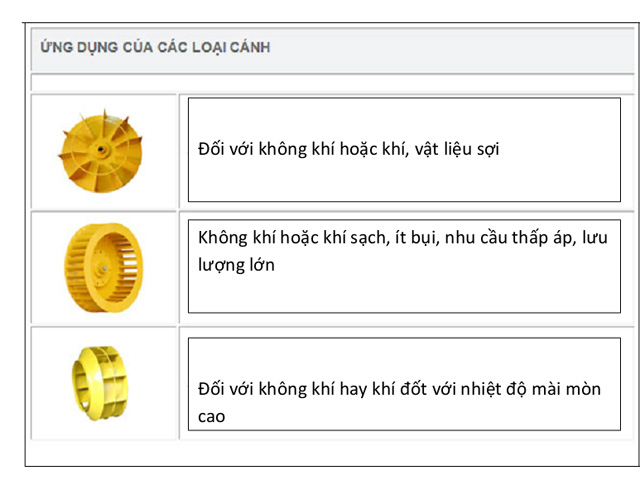 ỨNG DỤNG CỦA CÁC LOẠI CÁNH
Đối với không khí hoặc khí, vật liệu sợi
Không khí hoặc khí sạch, ít bụi, nhu cầu thấp áp, lưu
lượng lớn
Đối với không khí hay khí đốt với nhiệt độ mài mòn
cao